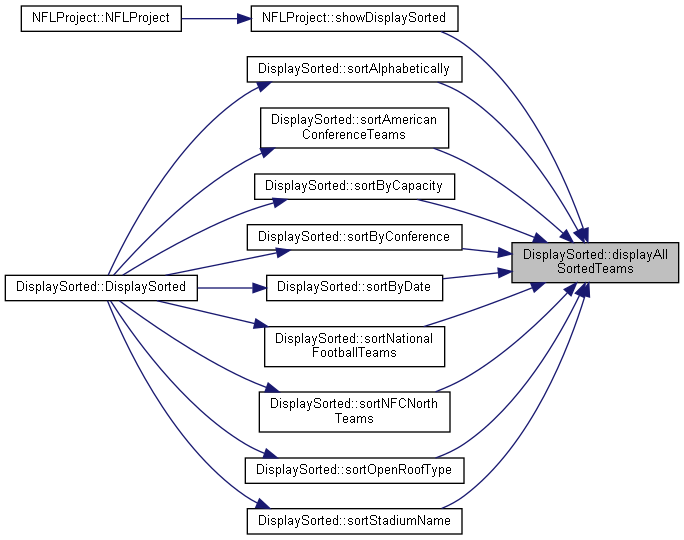 NFLProject::NFLProject
NFLProject::showDisplaySorted
DisplaySorted::sortAlphabetically
DisplaySorted::sortAmerican
ConferenceTeams
DisplaySorted::sortByCapacity
DisplaySorted::sortByConference
DisplaySorted::displayAll
SortedTeams
DisplaySorted::DisplaySorted
DisplaySorted::sortByDate
DisplaySorted::sortNational
FootballTeams
DisplaySorted::sortNFCNorth
Teams
DisplaySorted::sortOpenRoofType
DisplaySorted::sortStadiumName